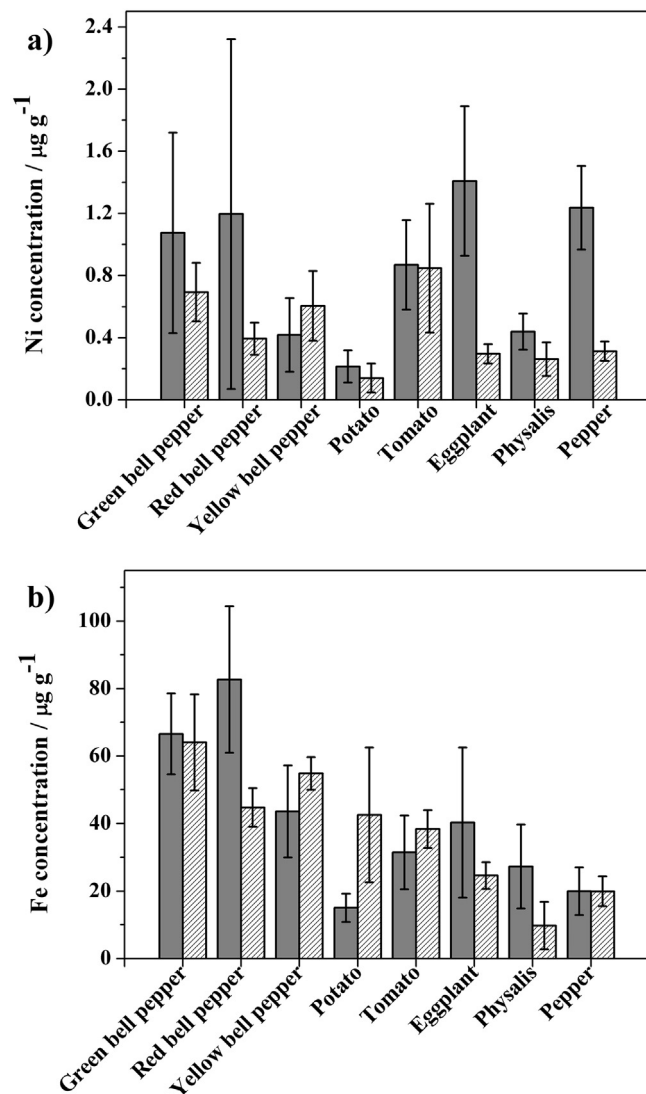 a)
Ni concentration / µg g-1
2.4
2.0
1.6
1.2
0.8
0.4
0.0
Green bell pepper
Red bell pepper
Yellow bell pepper
Potato
Tomato
Eggplant
Physalis
Pepper
b)
Fe concentration / µg g-1
100
80
60
40
20
0
Green bell pepper
Red bell pepper
Yellow bell pepper
Potato
Tomato
Eggplant
Physalis
Pepper